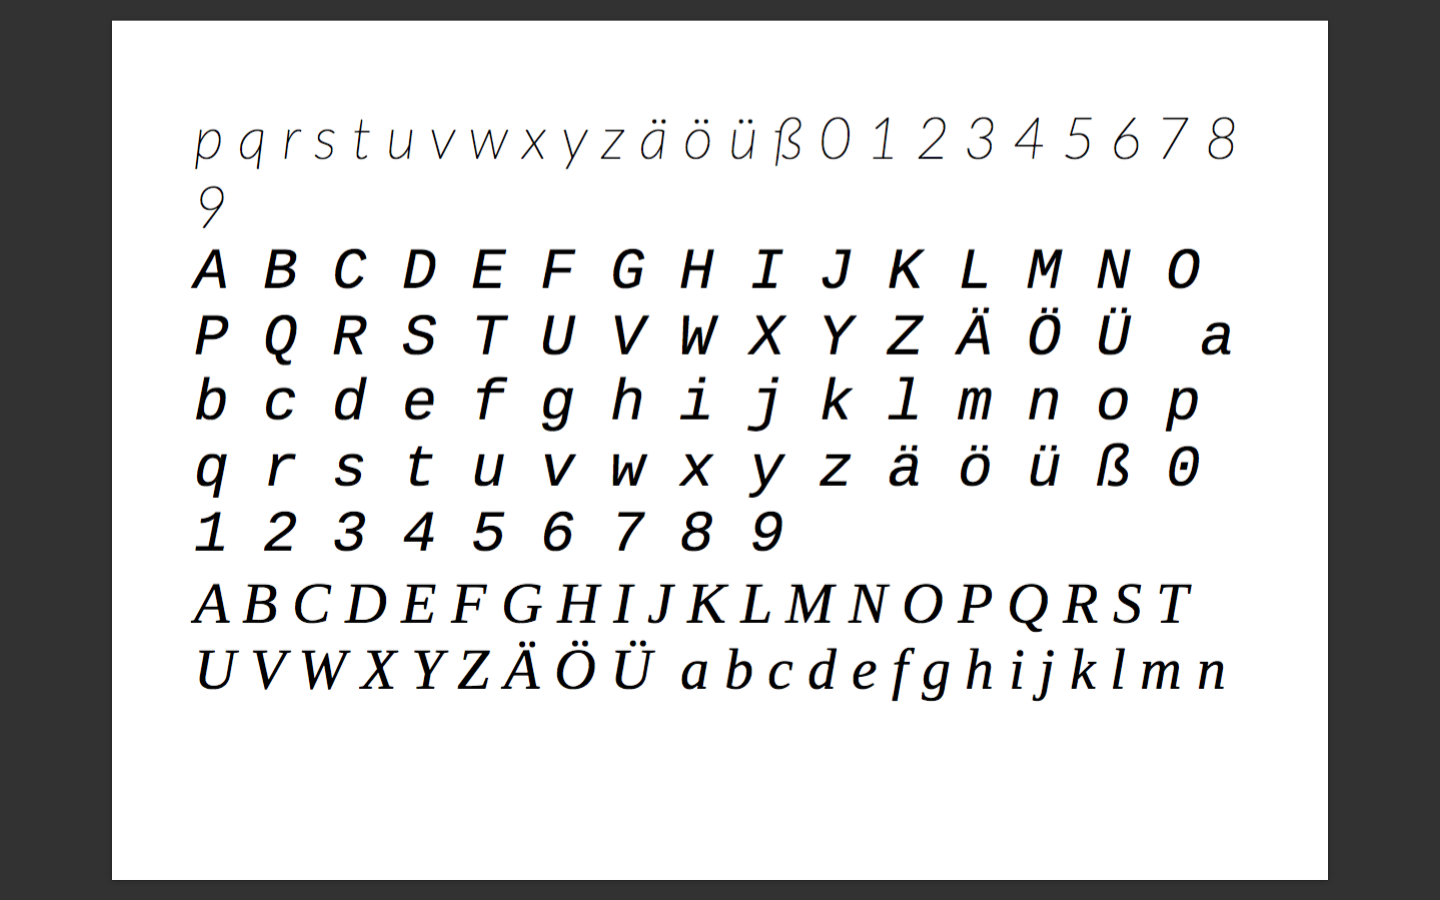 p q r s t u v w x y z ä ö ü ß 0 1 2 3 4 5 6 7 8
9
A B C D E F G H I J K L M N O
P Q R S T U V W X Y Z Ä Ö Ü a
b c d e f g h i j k l m n o p
q r s t u v w x y z ä ö ü ß 0
1 2 3 4 5 6 7 8 9
A B C D E F G H I J K L M N O P Q R S T
U V W X Y Z Ä Ö Ü a b c d e f g h i j k l m n